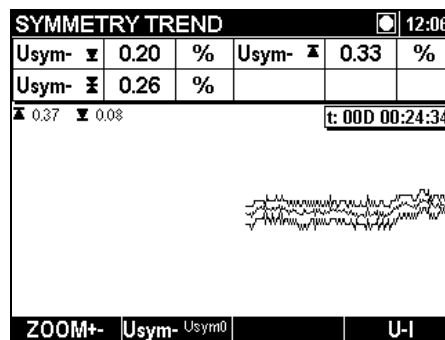 SYMMETRY TREND 12:06
Usym- 0.20 % Usym- 0.33 %
Usym- 0.26 %
0.37 0.08 t: 00D 00:24:34
ZOOM+- Usym- Usym0 U-I